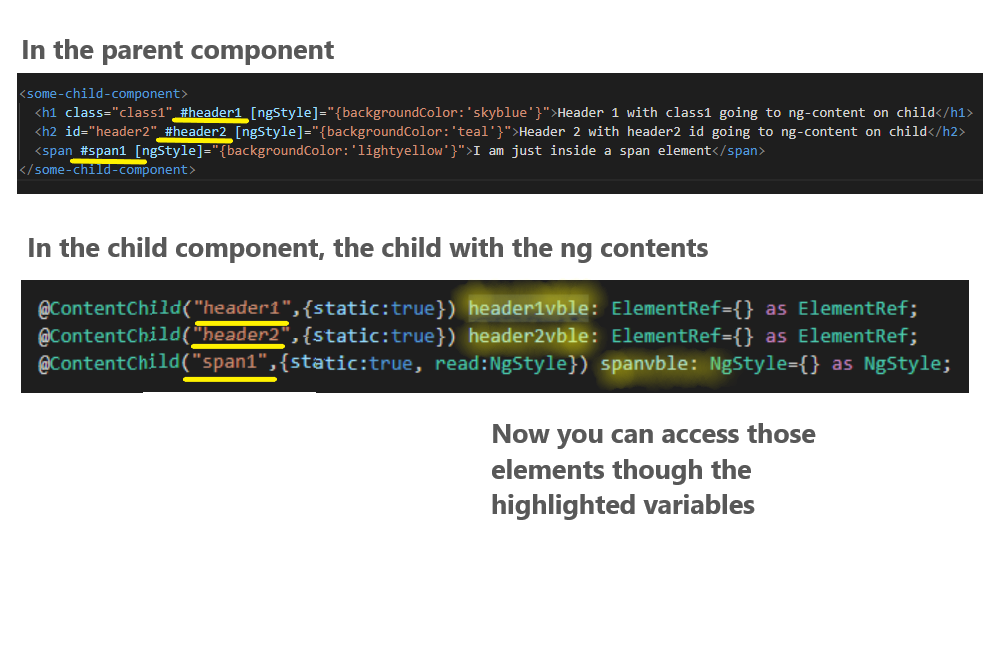 In the parent component
<some-child-component>
<h1 class="class1" #header1 [ngStyle]="{backgroundColor:'skyblue'}">Header 1 with class1 going to ng-content on child</h1>
<h2 id="header2" #header2 [ngStyle]="{backgroundColor:'teal'}">Header 2 with header2 id going to ng-content on child</h2>
<span #span1 [ngStyle]="{backgroundColor:'lightyellow'}">I am just inside a span element</span>
</some-child-component>
In the child component, the child with the ng contents
@ContentChild("header1",{static:true}) header1vble: ElementRef={} as ElementRef;
@ContentChild("header2",{static:true}) header2vble: ElementRef={} as ElementRef;
@ContentChild("span1",{static:true, read:NgStyle}) spanvble: NgStyle={} as NgStyle;
Now you can access those
elements though the
highlighted variables